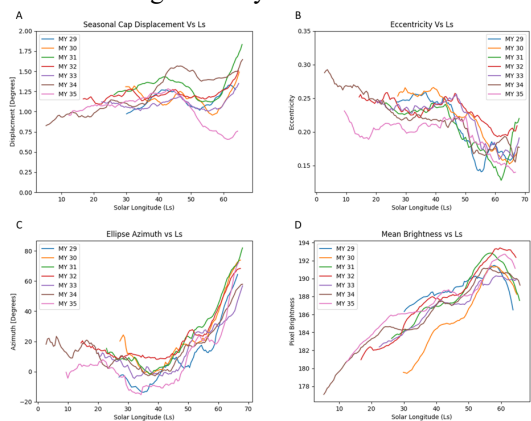 A
Seasonal Cap Displacement Vs Ls
Displacement [Degrees]
2.00
1.75
1.50
1.25
1.00
0.75
0.50
0.25
0.00
MY 29
MY 30
MY 31
MY 32
MY 33
MY 34
MY 35
10 20 30 40 50 60
Solar Longitude (Ls)
B
Eccentricity Vs Ls
Eccentricity
0.30
0.25
0.20
0.15
MY 29
MY 30
MY 31
MY 32
MY 33
MY 34
MY 35
10 20 30 40 50 60 70
Solar Longitude (Ls)
C
Ellipse Azimuth vs Ls
Azimuth [Degrees]
80
60
40
20
0
−20
MY 29
MY 30
MY 31
MY 32
MY 33
MY 34
MY 35
0 10 20 30 40 50 60 70
Solar Longitude (Ls)
D
Mean Brightness vs Ls
Pixel Brightness
194
192
190
188
186
184
182
180
178
MY 29
MY 30
MY 31
MY 32
MY 33
MY 34
MY 35
10 20 30 40 50 60
Solar Longitude (Ls)